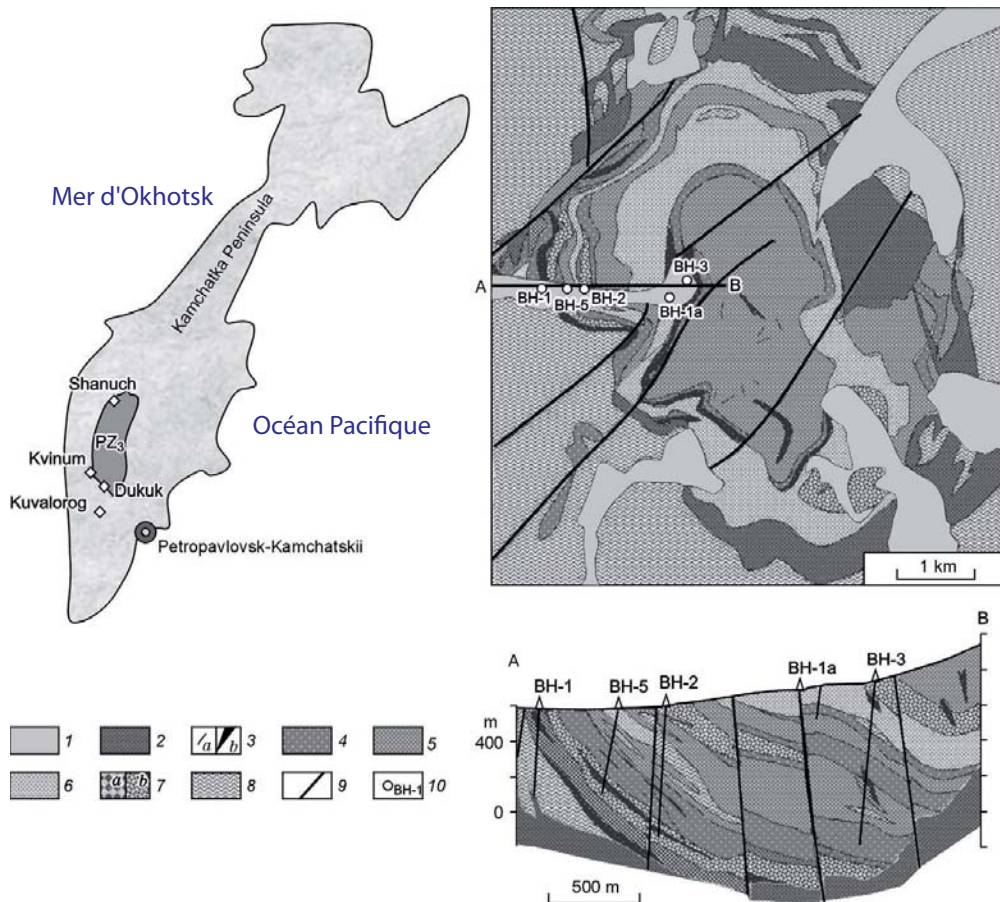 Mer d'Okhotsk
Kamchatka Peninsula
Océan Pacifique
Shanuch
PZ3
Kvinum
Dukuk
Kuvalorog
Petropavlovsk-Kamchatskii
A
B
BH-1
BH-5
BH-2
BH-3
BH-1a
1 km
A
B
BH-1
BH-5
BH-2
BH-1a
BH-3
m
400
0
500 m
1
2
a b 3
4
5
6
a b 7
8
9
BH-1 10